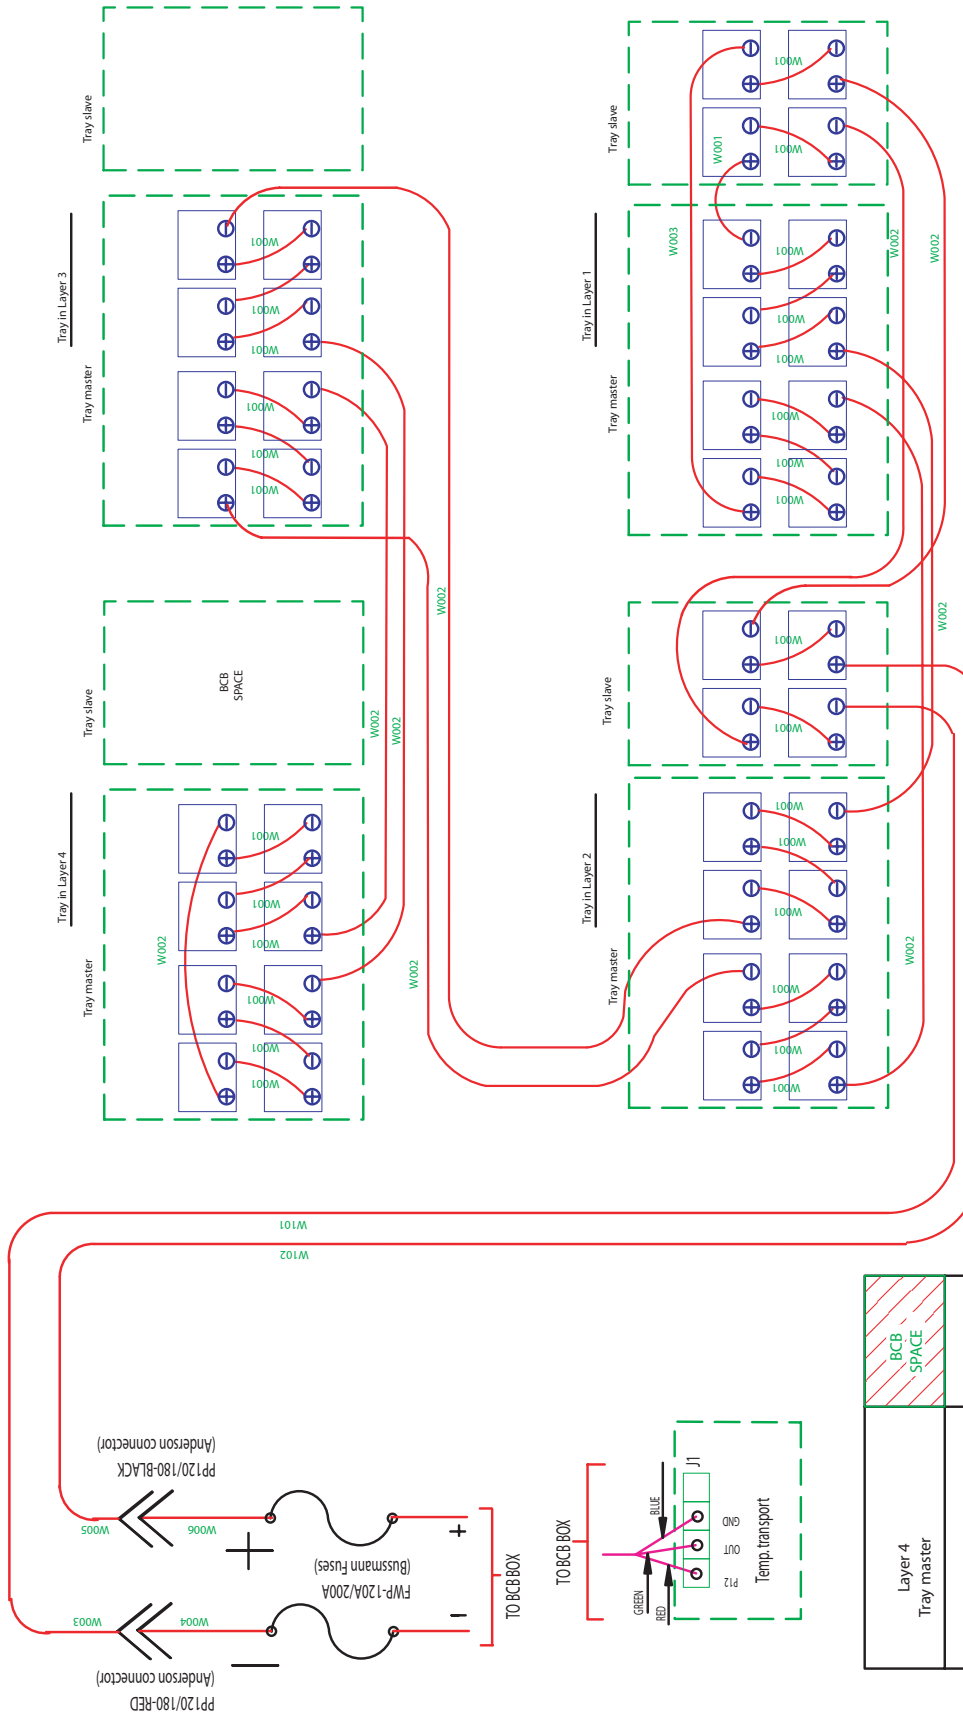 Tray slave
Tray in Layer 3
Tray master
W001
W001
W001
W001
W001
W001
Tray slave
BCB
SPACE
W002
W002
W002
Tray in Layer 4
Tray master
W002
W002
W001
W001
W001
W001
W001
W001
Tray slave
W001
W001
W001
W003
W002
W002
Tray in Layer 1
Tray master
W001
W001
W001
W001
W001
W001
Tray slave
W001
W001
W002
Tray in Layer 2
Tray master
W001
W001
W001
W001
W001
W001
W002
W101
W102
PP120/180-BLACK
(Anderson connector)
W005
W006
W003
W004
PP120/180-RED
(Anderson connector)
FWP-120A/200A
(Bussmann Fuses)
+
−
+
−
TO BCB BOX
TO BCB BOX
BLUE
GREEN
RED
J1
GND
OUT
P12
Temp. transport
BCB
SPACE
Layer 4
Tray master